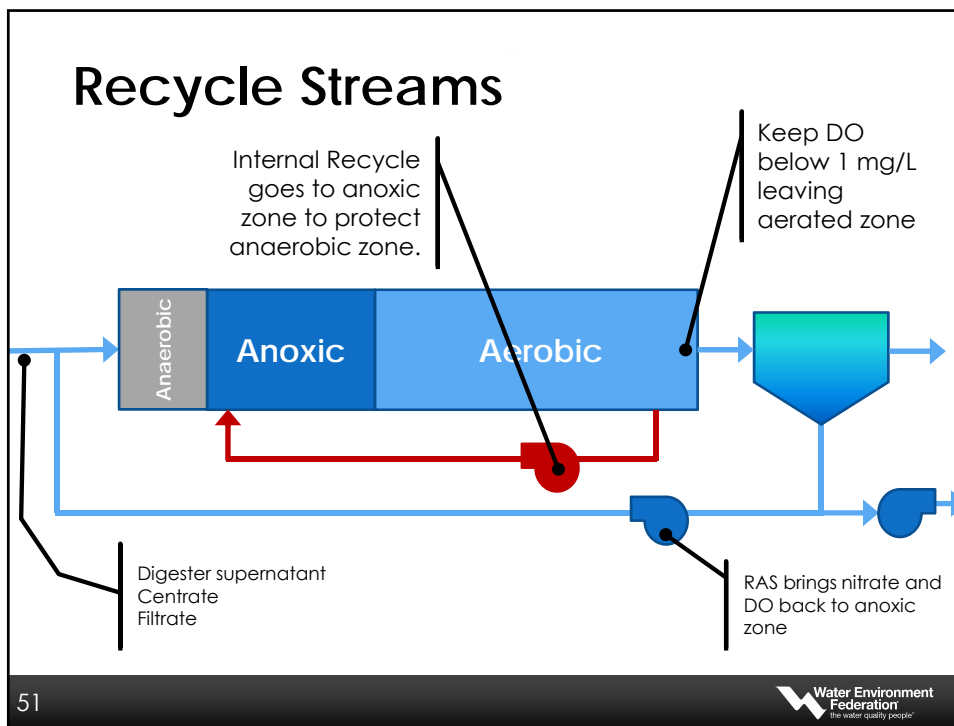 Recycle Streams
Internal Recycle
goes to anoxic
zone to protect
anaerobic zone.
Keep DO
below 1 mg/L
leaving
aerated zone
Anaerobic
Anoxic
Aerobic
Digester supernatant
Centrate
Filtrate
RAS brings nitrate and
DO back to anoxic
zone
51
Water Environment
Federation
the water quality people®